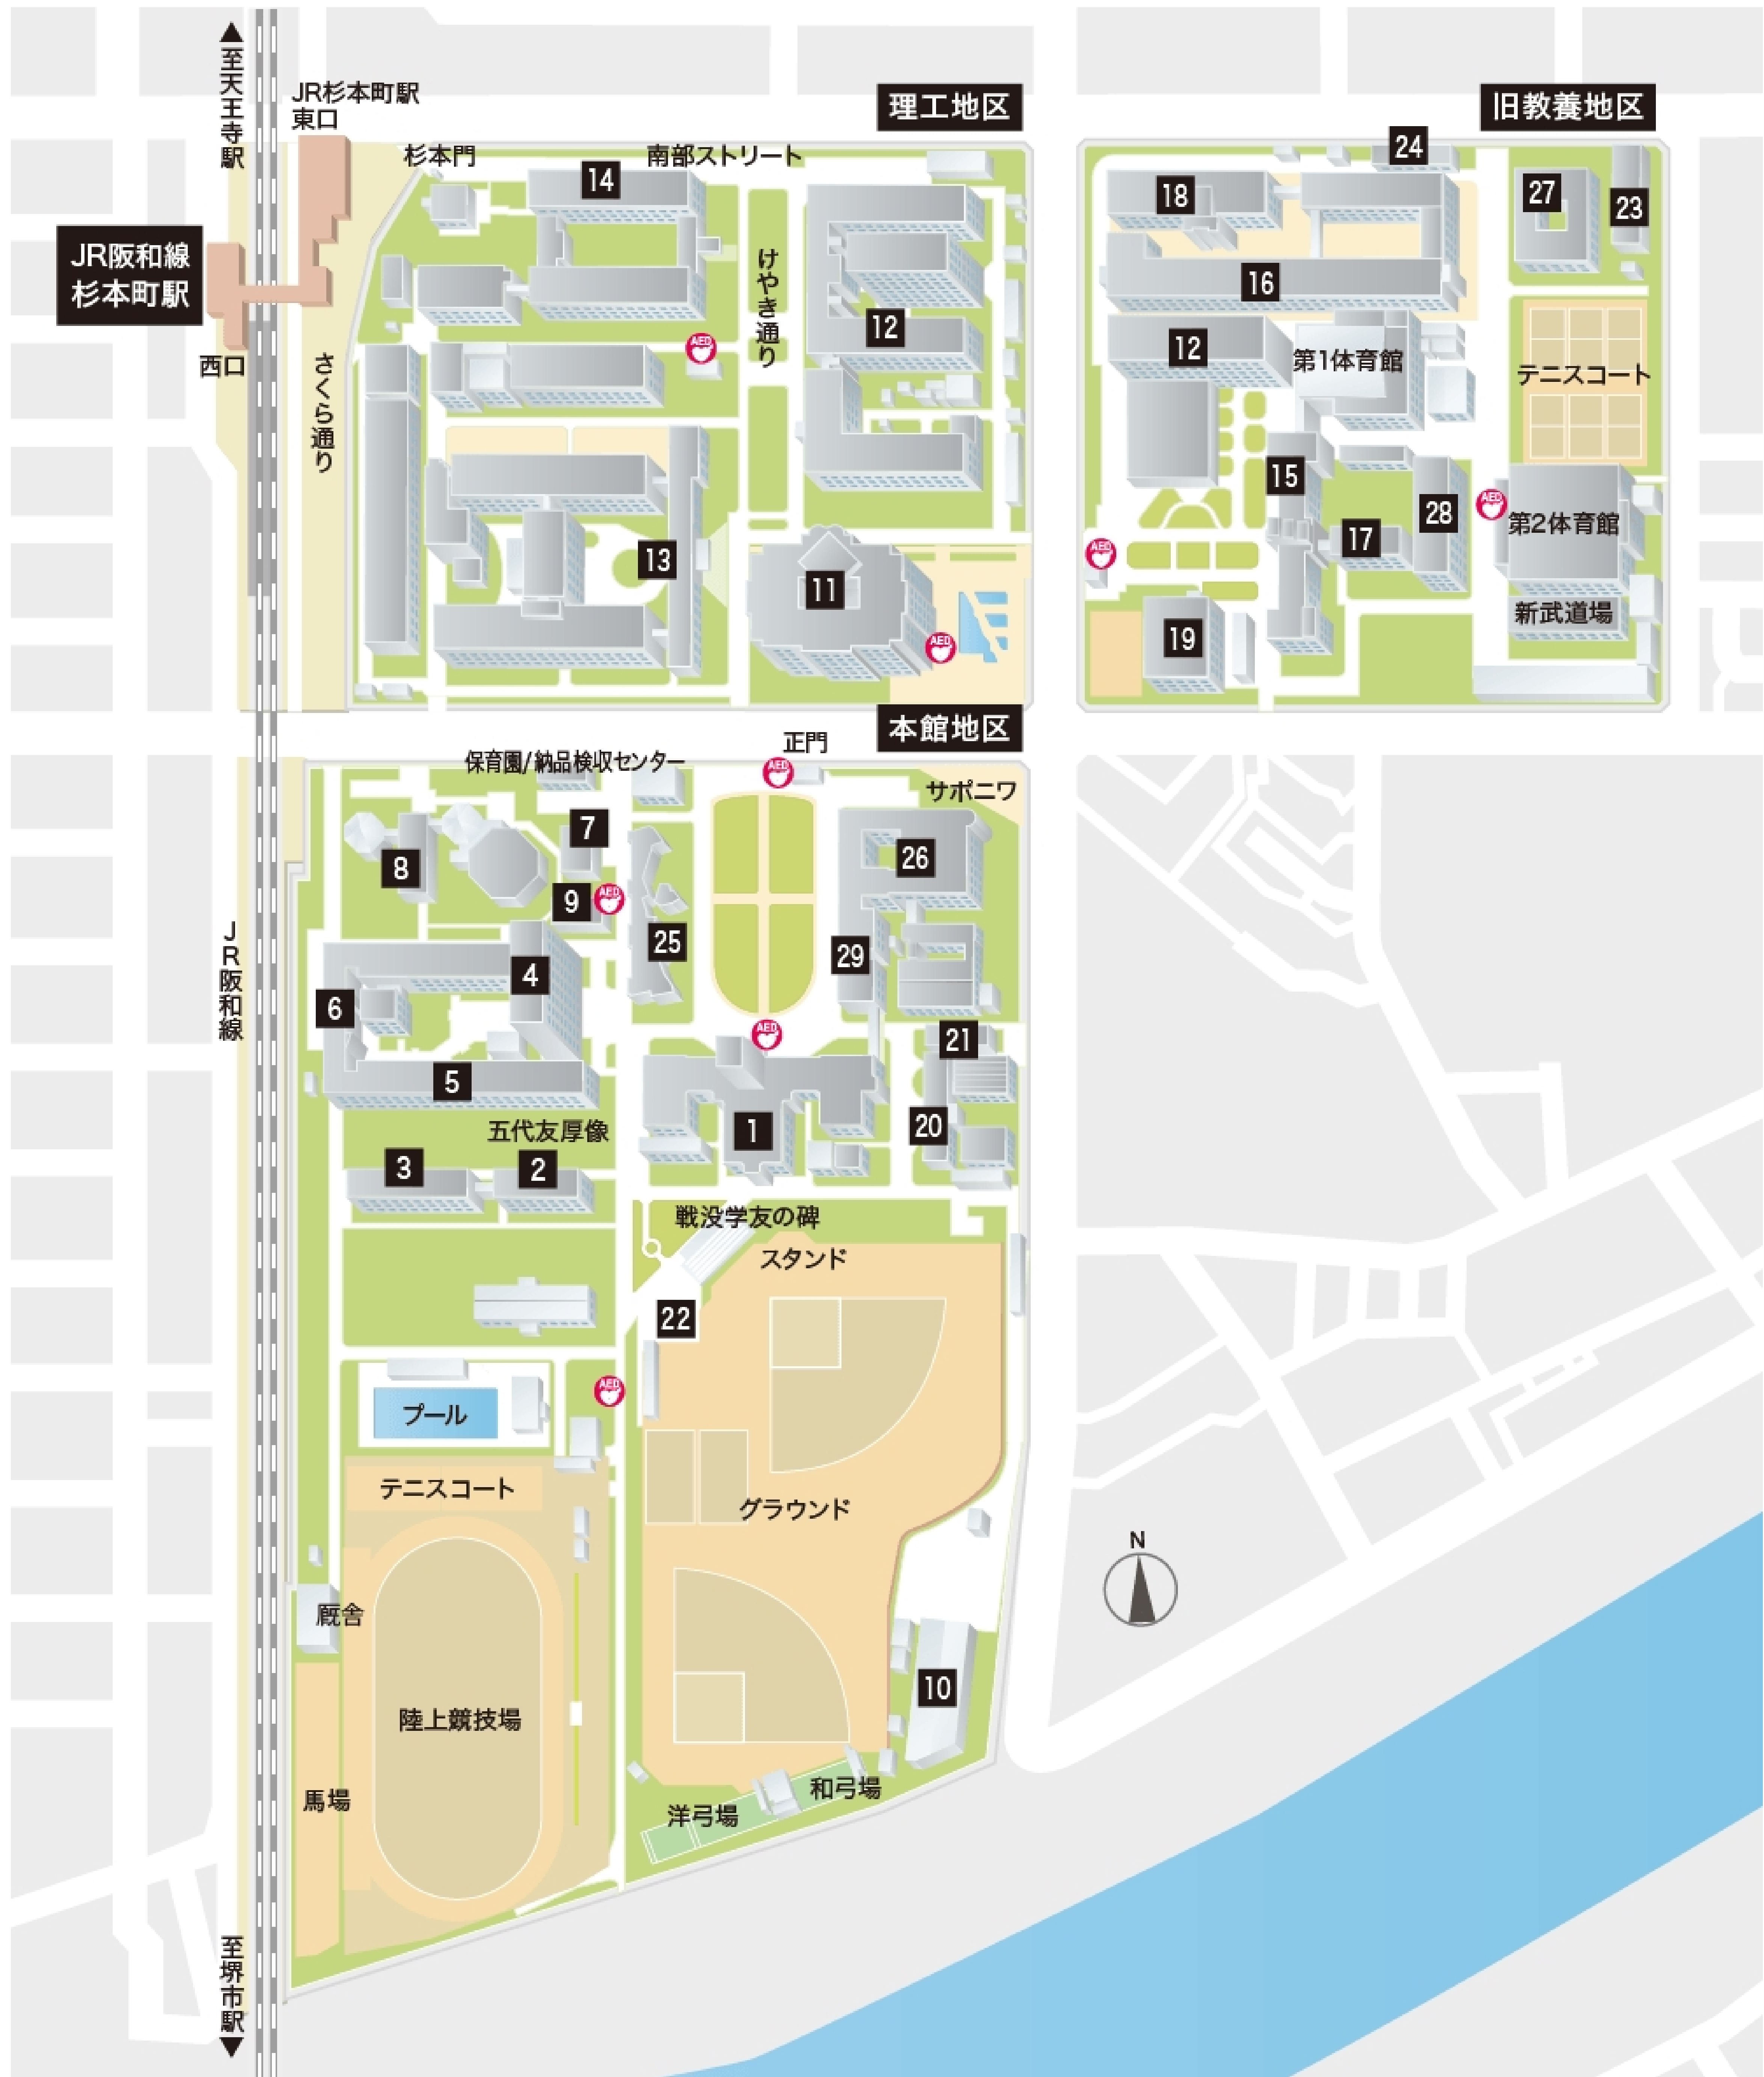 ▲至天王寺駅
JR杉本町駅
東口
理工地区
旧教養地区
杉本門
南部ストリート
14
24
18
27
23
JR阪和線
杉本町駅
西口
さくら通り
けやき通り
AED
12
16
12
第1体育館
テニスコート
15
28
AED
第2体育館
17
AED
13
11
AED
19
新武道場
本館地区
正門
保育園/納品検収センター
AED
サポニワ
7
8
26
9
AED
25
29
4
6
JR阪和線
AED
21
5
1
20
五代友厚像
3
2
戦没学友の碑
スタンド
22
AED
プール
テニスコート
グラウンド
N
厩舎
10
陸上競技場
馬場
和弓場
洋弓場
至堺市駅▼